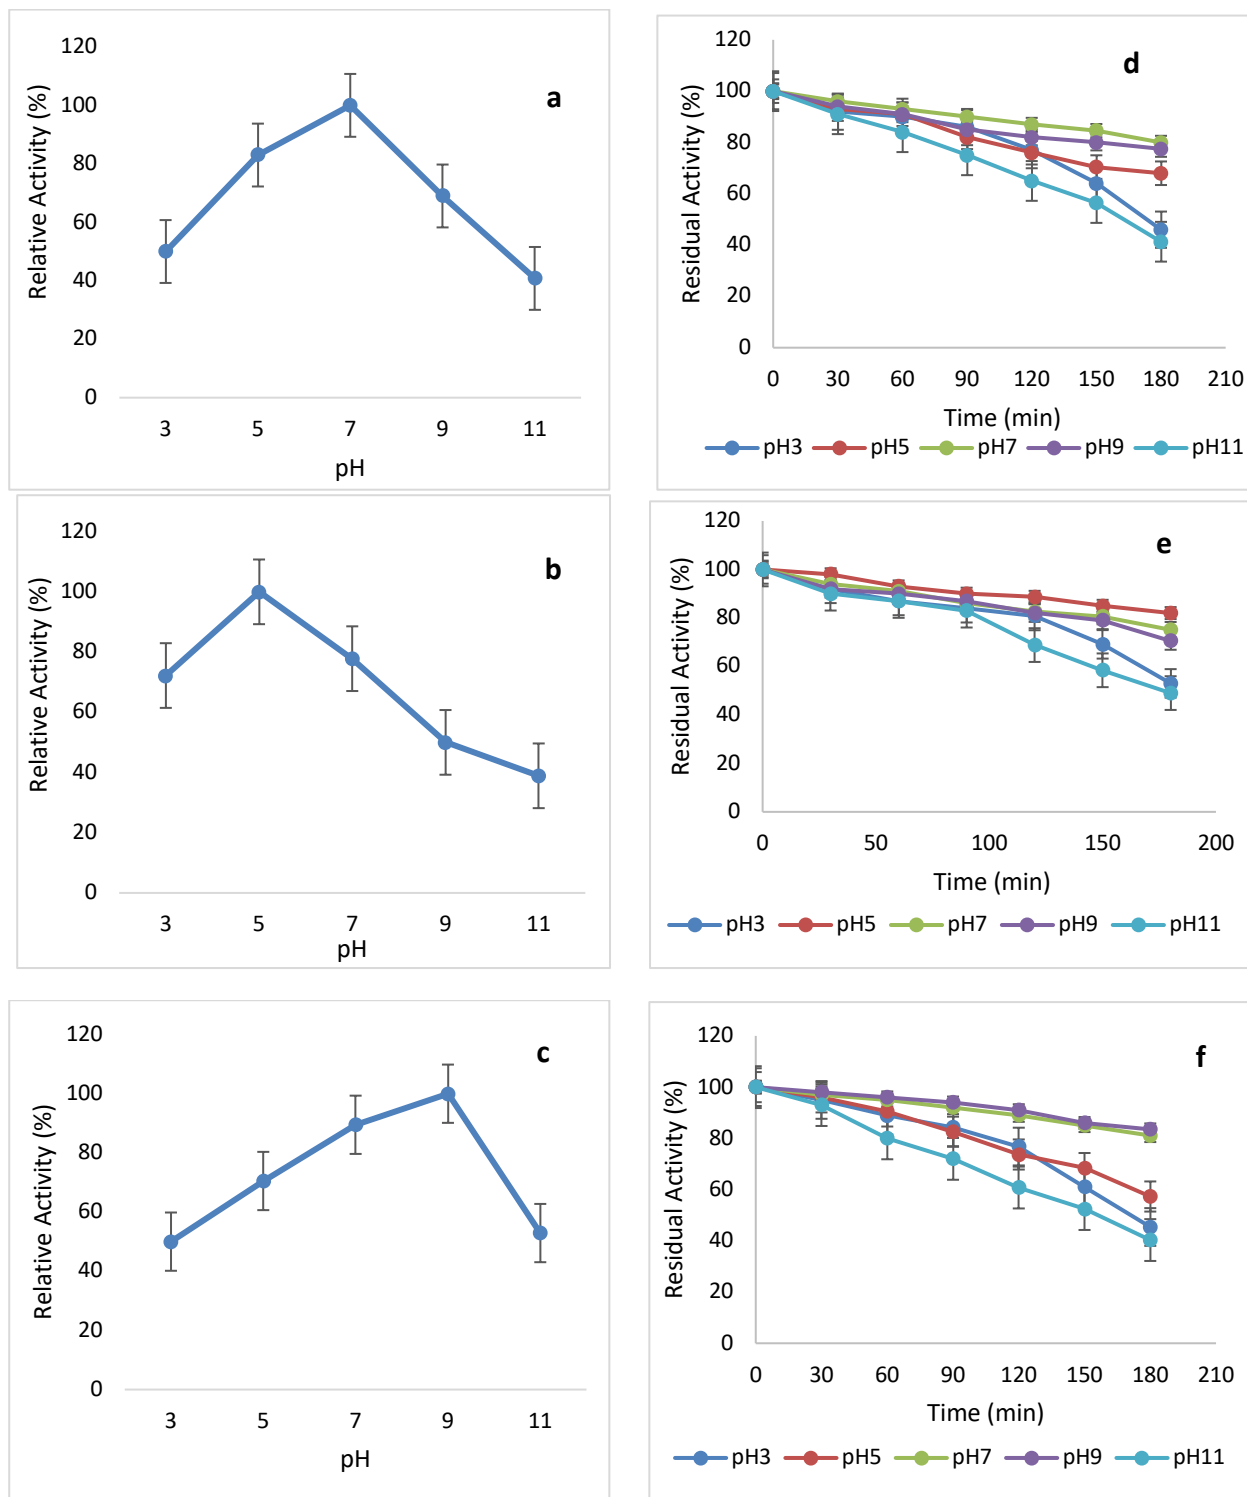 a
Relative Activity (%)
120
100
80
60
40
20
0
3 5 7 9 11
pH
d
Residual Activity (%)
120
100
80
60
40
20
0
0 30 60 90 120 150 180 210
Time (min)
pH3 pH5 pH7 pH9 pH11
b
Relative Activity (%)
120
100
80
60
40
20
0
3 5 7 9 11
pH
e
Residual Activity (%)
120
100
80
60
40
20
0
0 50 100 150 200
Time (min)
pH3 pH5 pH7 pH9 pH11
c
Relative Activity (%)
120
100
80
60
40
20
0
3 5 7 9 11
pH
f
Residual Activity (%)
120
100
80
60
40
20
0
0 30 60 90 120 150 180 210
Time (min)
pH3 pH5 pH7 pH9 pH11